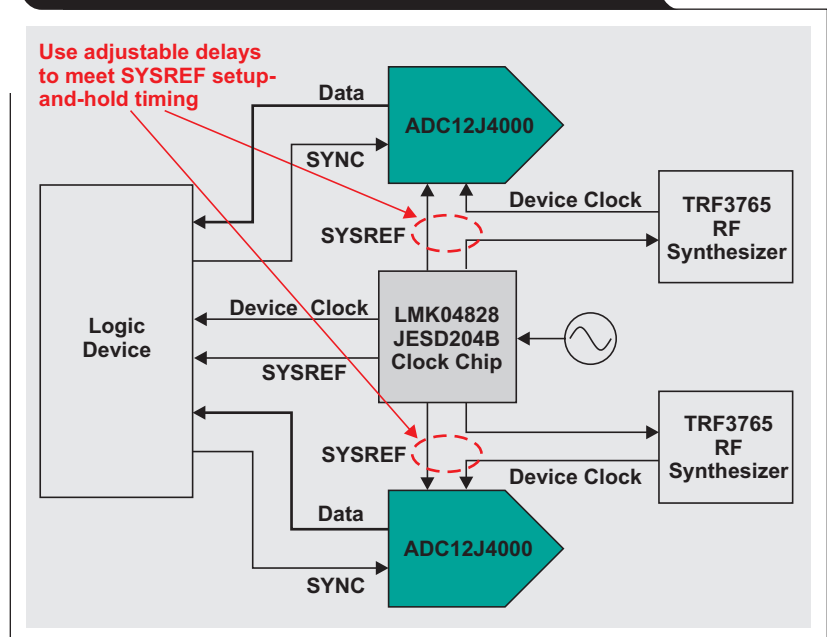 Use adjustable delays
to meet SYSREF setup-
and-hold timing
Data
ADC12J4000
SYNC
Device Clock
TRF3765
RF
Synthesizer
SYSREF
Logic
Device
Device Clock
LMK04828
JESD204B
Clock Chip
SYSREF
TRF3765
RF
Synthesizer
SYSREF
Device Clock
Data
ADC12J4000
SYNC